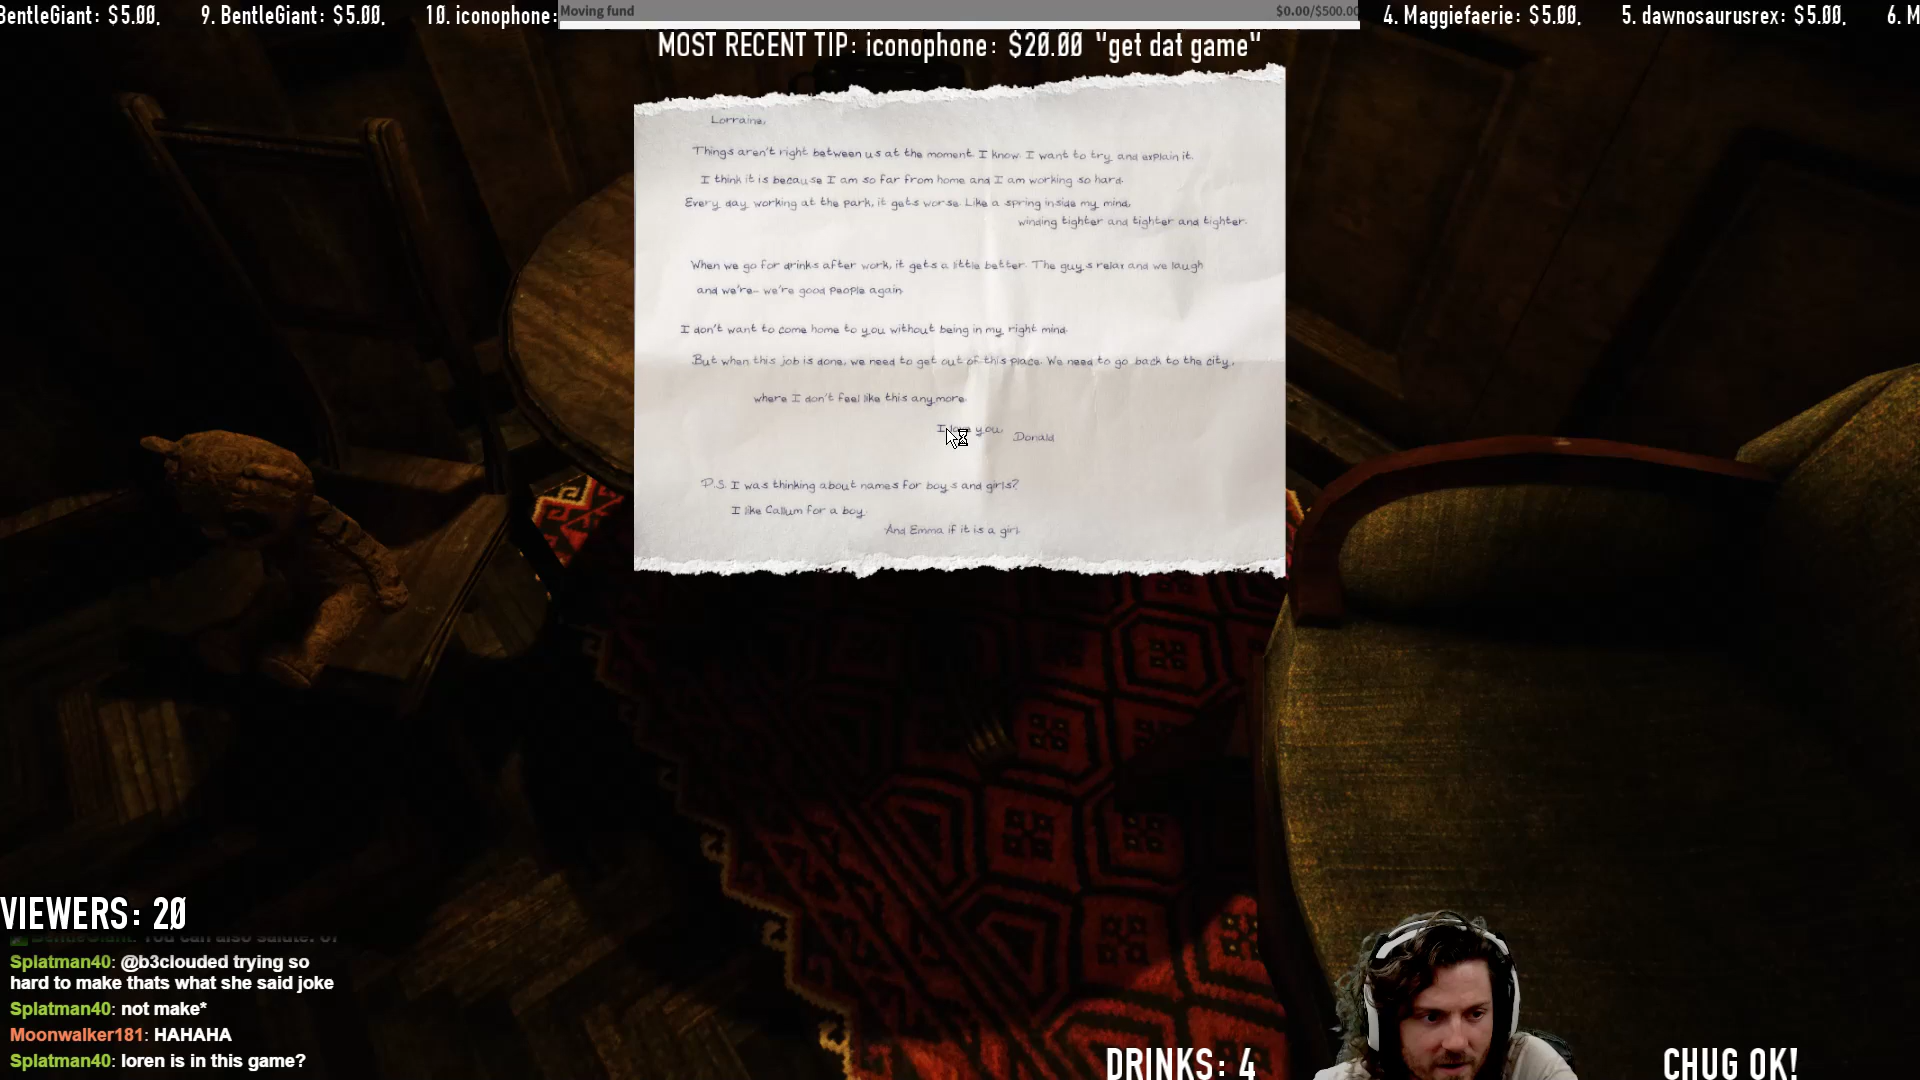 BentleGiant: $5.00, 9. BentleGiant: $5.00, 10. iconophone:
Moving fund $0.00/$500.00
4. Maggiefaerie: $5.00, 5. dawnosaurusrex: $5.00, 6. M
MOST RECENT TIP: iconophone: $20.00 "get dat game"
Lorraine,
Things aren't right between us at the moment. I know. I want to try and explain it.
I think it is because I am so far from home and I am working so hard.
Every day working at the park, it gets worse. Like a spring inside my mind,
winding tighter and tighter and tighter.
When we go for drinks after work, it gets a little better. The guys relax and we laugh
and we're- we're good people again.
I don't want to come home to you without being in my right mind.
But when this job is done, we need to get out of this place. We need to go back to the city,
where I don't feel like this anymore.
I love you,
Donald
P.S. I was thinking about names for boys and girls?
I like Callum for a boy.
And Emma if it is a girl.
VIEWERS: 20
BentleGiant: You can also salute. o7
Splatman40: @b3clouded trying so
hard to make thats what she said joke
Splatman40: not make*
Moonwalker181: HAHAHA
Splatman40: loren is in this game?
DRINKS: 4
CHUG OK!